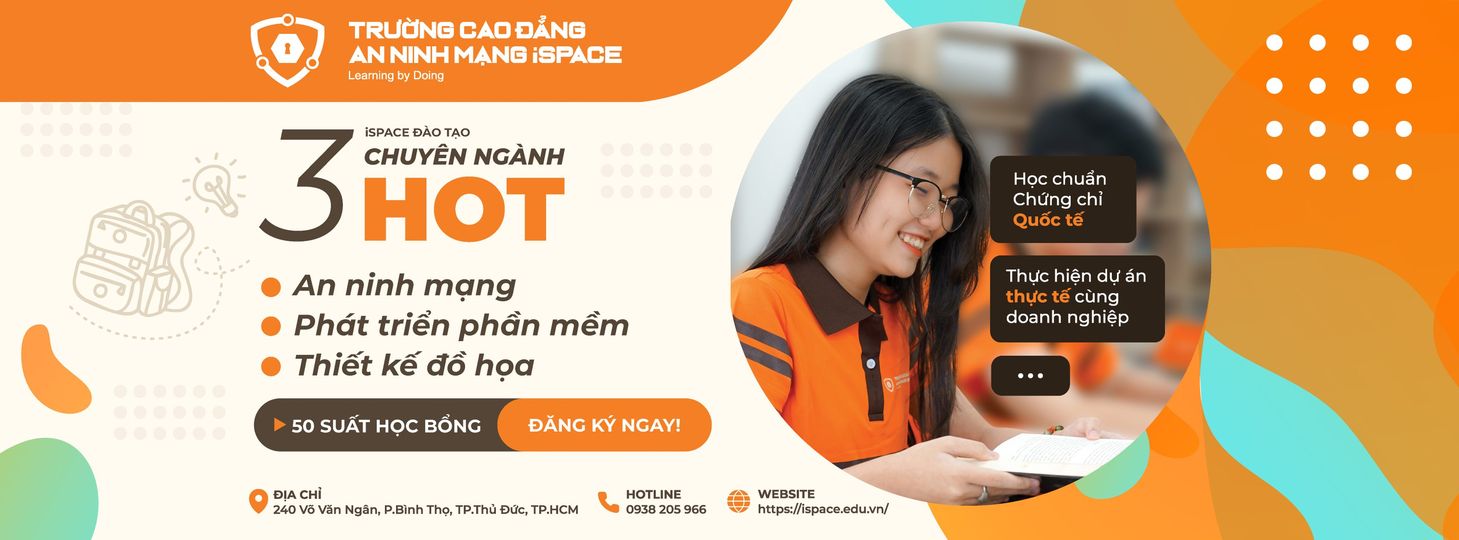 TRƯỜNG CAO ĐẲNG
AN NINH MẠNG iSPACE
Learning by Doing
3
iSPACE ĐÀO TẠO
CHUYÊN NGÀNH
HOT
An ninh mạng
Phát triển phần mềm
Thiết kế đồ họa
50 SUẤT HỌC BỔNG
ĐĂNG KÝ NGAY!
Học chuẩn
Chứng chỉ
Quốc tế
Thực hiện dự án
thực tế cùng
doanh nghiệp
...
ĐỊA CHỈ
240 Võ Văn Ngân, P.Bình Thọ, TP.Thủ Đức, TP.HCM
HOTLINE
0938 205 966
WEBSITE
https://ispace.edu.vn/